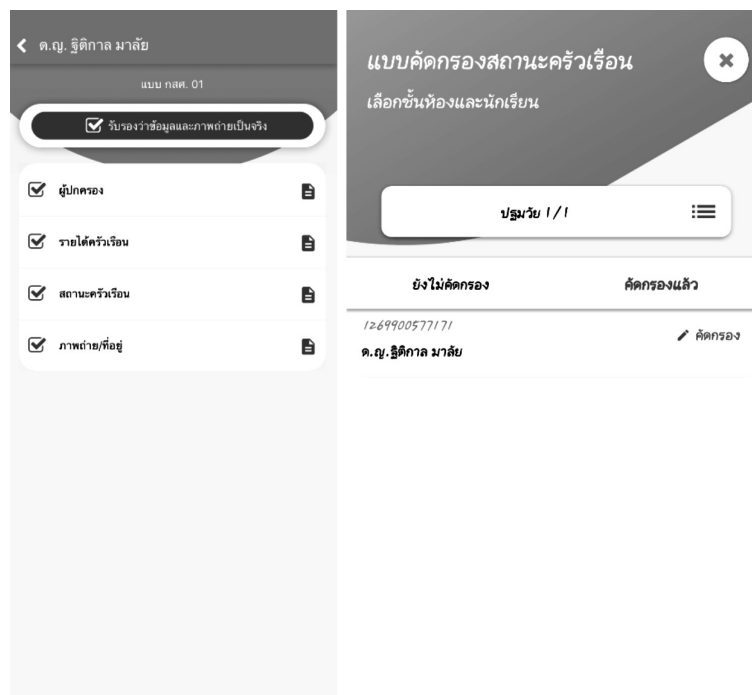 ด.ญ. ฐิติกาล มาลัย
แบบ กสศ. 01
รับรองว่าข้อมูลและภาพถ่ายเป็นจริง
ผู้ปกครอง
รายได้ครัวเรือน
สถานะครัวเรือน
ภาพถ่าย/ที่อยู่
แบบคัดกรองสถานะครัวเรือน
เลือกชั้นห้องและนักเรียน
ปฐมวัย 1/1
ยังไม่คัดกรอง
คัดกรองแล้ว
1269900577171
คัดกรอง
ด.ญ.ฐิติกาล มาลัย